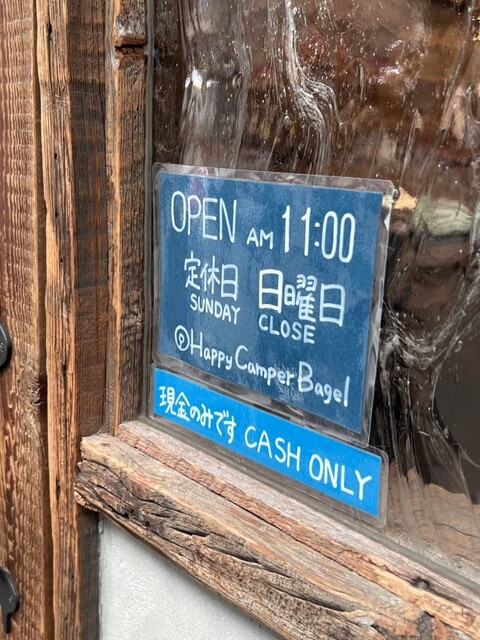 OPEN AM 11:00
定休日 日曜日
SUNDAY CLOSE
ⓟHappy Camper Bagel
現金のみです CASH ONLY